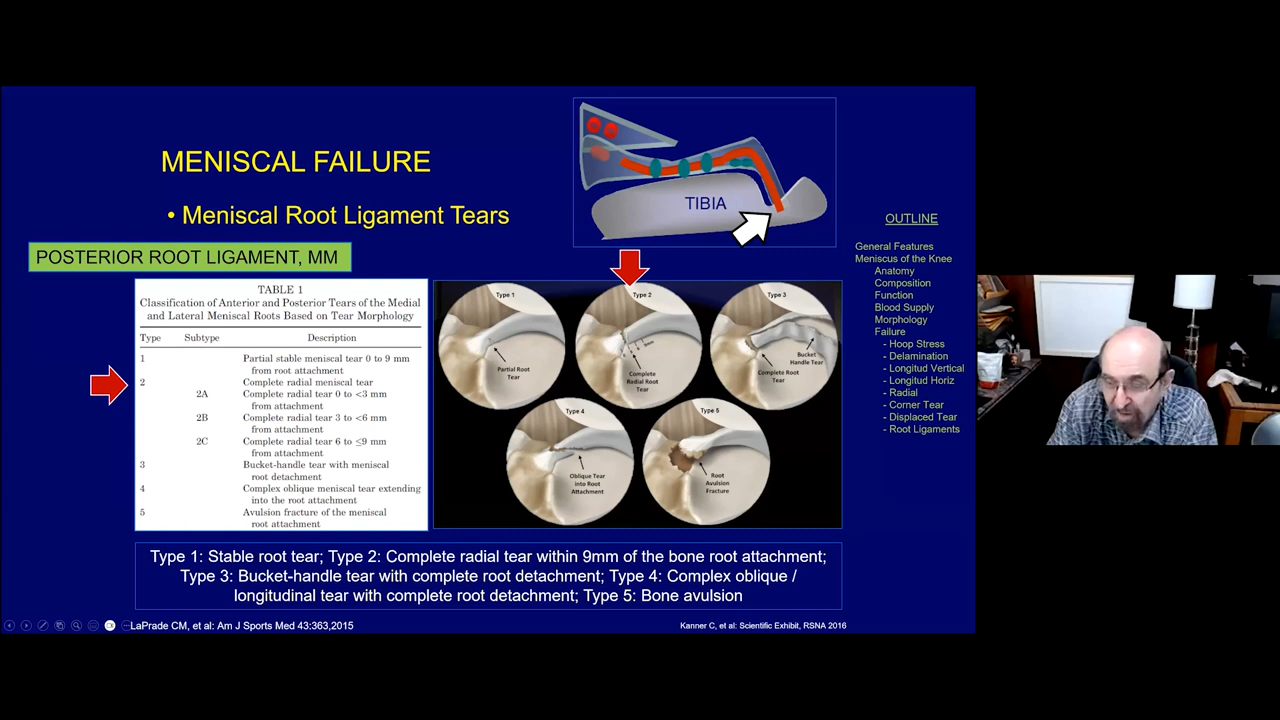 MENISCAL FAILURE
• Meniscal Root Ligament Tears
POSTERIOR ROOT LIGAMENT, MM
TIBIA
TABLE 1
Classification of Anterior and Posterior Tears of the Medial
and Lateral Meniscal Roots Based on Tear Morphology
Type Subtype Description
1 Partial stable meniscal tear 0 to 9 mm
from root attachment
2 Complete radial meniscal tear
2A Complete radial tear 0 to <3 mm
from attachment
2B Complete radial tear 3 to <6 mm
from attachment
2C Complete radial tear 6 to ≤9 mm
from attachment
3 Bucket-handle tear with meniscal
root detachment
4 Complex oblique meniscal tear extending
into the root attachment
5 Avulsion fracture of the meniscal
root attachment
Type 1
Partial Root
Tear
Type 2
Complete
Radial Root
Tear
Type 3
Bucket
Handle Tear
Complete Root
Tear
Type 4
Oblique Tear
into Root
Attachment
Type 5
Root
Avulsion
Fracture
Type 1: Stable root tear; Type 2: Complete radial tear within 9mm of the bone root attachment;
Type 3: Bucket-handle tear with complete root detachment; Type 4: Complex oblique /
longitudinal tear with complete root detachment; Type 5: Bone avulsion
LaPrade CM, et al: Am J Sports Med 43:363,2015
Kanner C, et al: Scientific Exhibit, RSNA 2016
OUTLINE
General Features
Meniscus of the Knee
Anatomy
Composition
Function
Blood Supply
Morphology
Failure
- Hoop Stress
- Delamination
- Longitud Vertical
- Longitud Horiz
- Radial
- Corner Tear
- Displaced Tear
- Root Ligaments